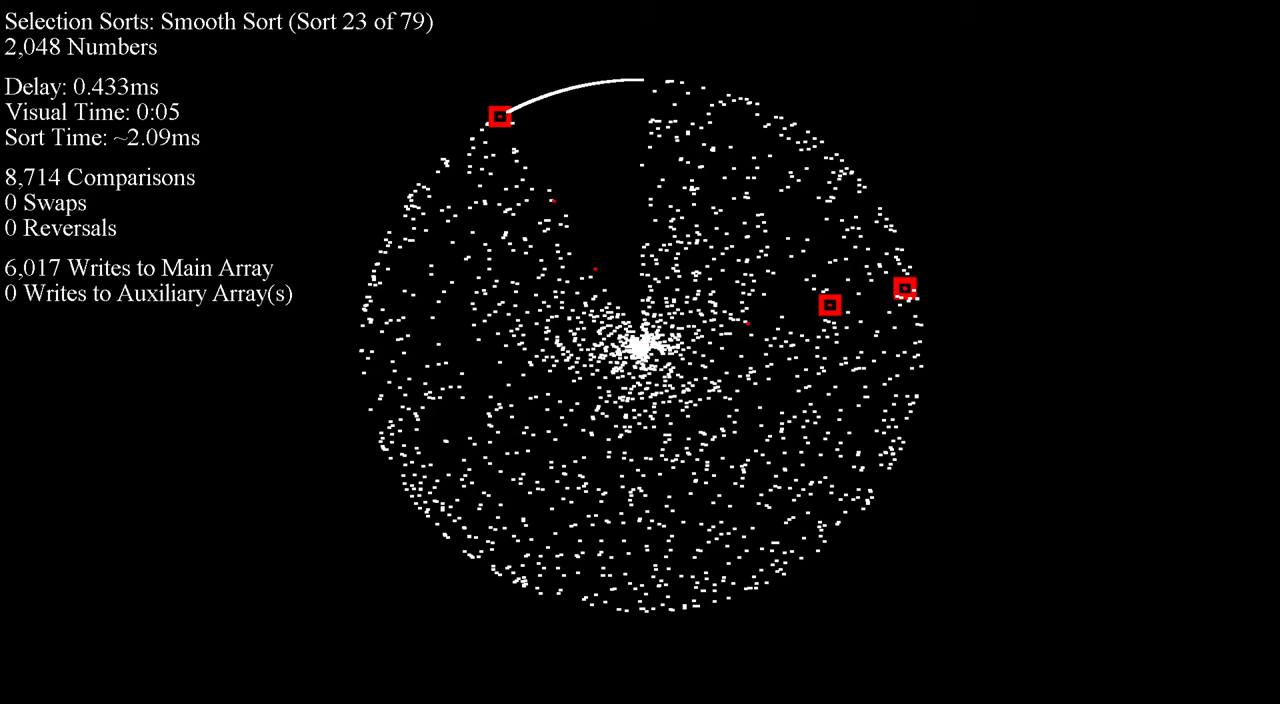 Selection Sorts: Smooth Sort (Sort 23 of 79)
2,048 Numbers
Delay: 0.433ms
Visual Time: 0:05
Sort Time: ~2.09ms
8,714 Comparisons
0 Swaps
0 Reversals
6,017 Writes to Main Array
0 Writes to Auxiliary Array(s)